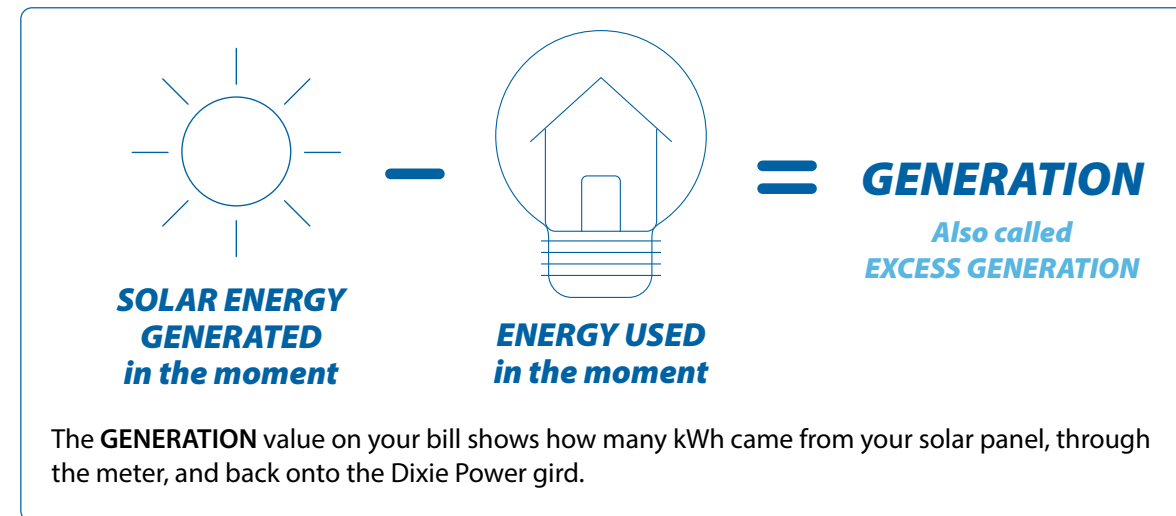 SOLAR ENERGY
GENERATED
in the moment
−
ENERGY USED
in the moment
=
GENERATION
Also called
EXCESS GENERATION
The GENERATION value on your bill shows how many kWh came from your solar panel, through
the meter, and back onto the Dixie Power gird.